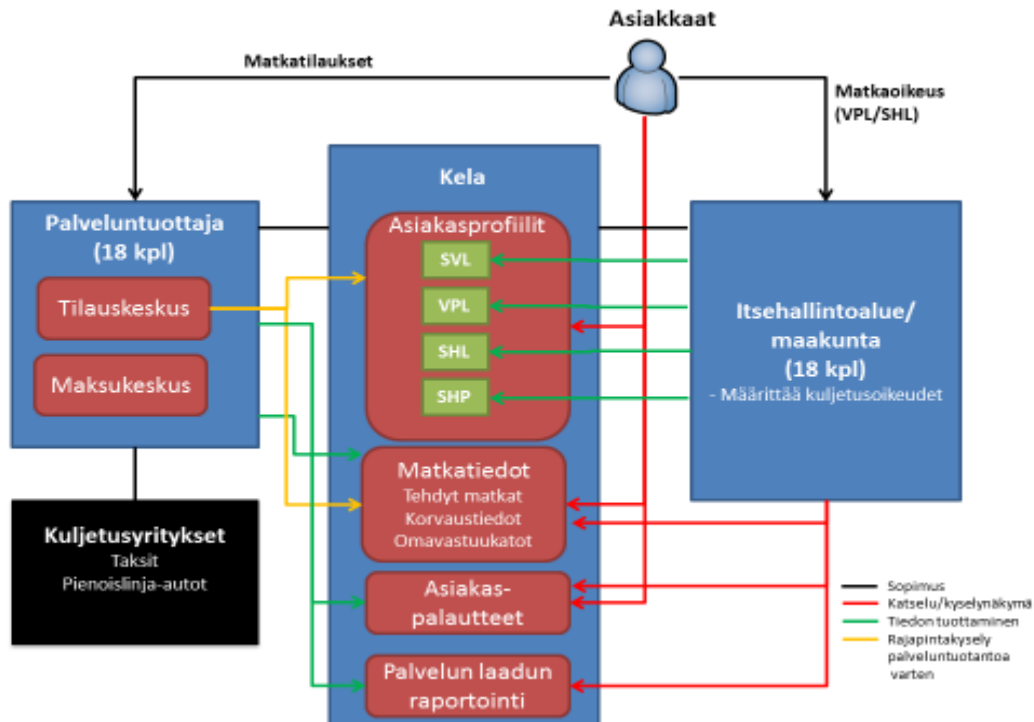 Asiakkaat
Matkatilaukset
Matkaoikeus
(VPL/SHL)
Palveluntuottaja
(18 kpl)
Tilauskeskus
Maksukeskus
Kuljetusyritykset
Taksit
Pienoislinja-autot
Kela
Asiakasprofiilit
SVL
VPL
SHL
SHP
Matkatiedot
Tehdyt matkat
Korvaustiedot
Omavastuukatot
Asiakas-
palautteet
Palvelun laadun
raportointi
Itsehallintoalue/
maakunta
(18 kpl)
- Määrittää kuljetusoikeudet
Sopimus
Katselu/kyselynäkymä
Tiedon tuottaminen
Rajapintakysely
palveluntuotantoa
varten